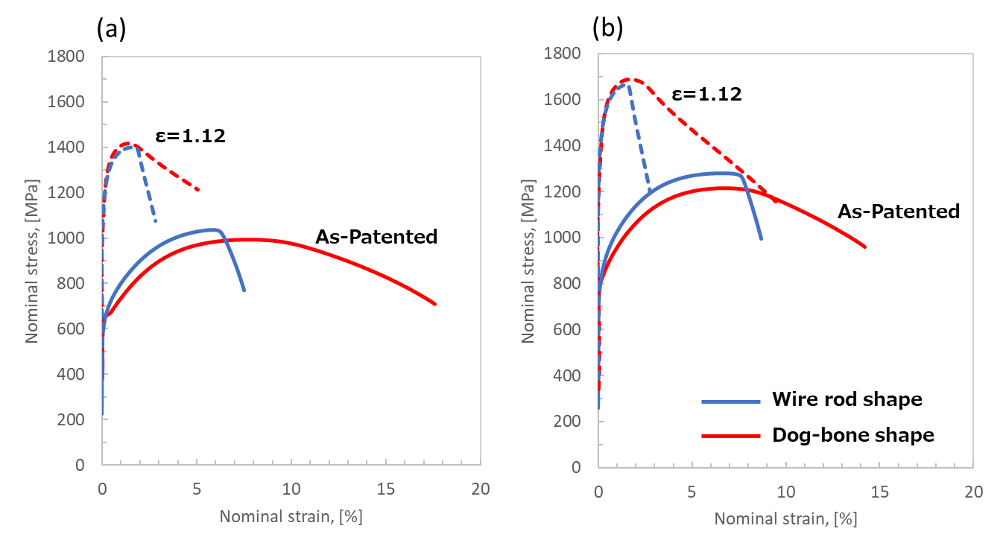 (a)
1800
1600
1400
1200
1000
800
600
400
200
0
0 5 10 15 20
Nominal stress, [MPa]
Nominal strain, [%]
ε=1.12
As-Patented
(b)
1800
1600
1400
1200
1000
800
600
400
200
0
0 5 10 15 20
Nominal stress, [MPa]
Nominal strain, [%]
ε=1.12
As-Patented
Wire rod shape
Dog-bone shape